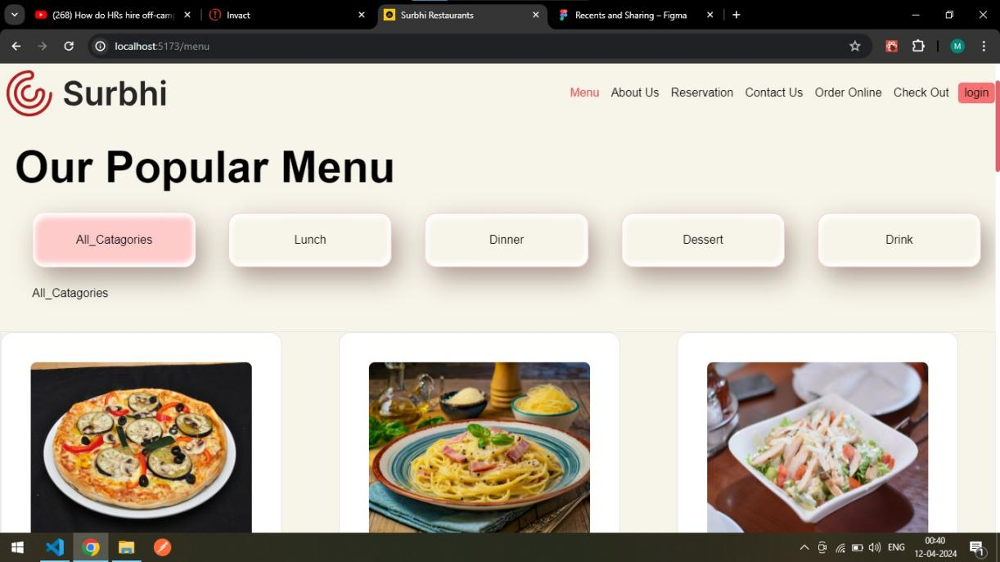 (268) How do HRs hire off-camp
Invact
Surbhi Restaurants
Recents and Sharing – Figma
localhost:5173/menu
M
Surbhi
Menu About Us Reservation Contact Us Order Online Check Out login
Our Popular Menu
All_Catagories Lunch Dinner Dessert Drink
All_Catagories
ENG
00:40
12-04-2024
1